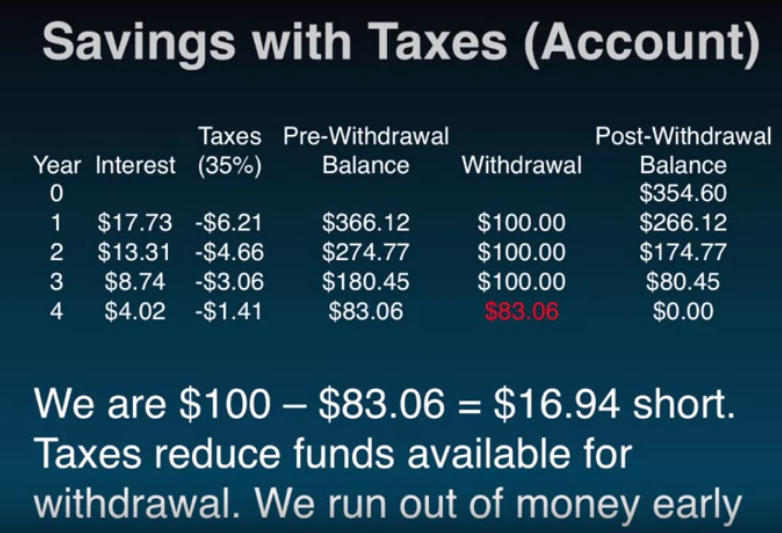 Savings with Taxes (Account)
Taxes Pre-Withdrawal Post-Withdrawal
Year Interest (35%) Balance Withdrawal Balance
0 $354.60
1 $17.73 -$6.21 $366.12 $100.00 $266.12
2 $13.31 -$4.66 $274.77 $100.00 $174.77
3 $8.74 -$3.06 $180.45 $100.00 $80.45
4 $4.02 -$1.41 $83.06 $83.06 $0.00
We are $100 – $83.06 = $16.94 short.
Taxes reduce funds available for
withdrawal. We run out of money early